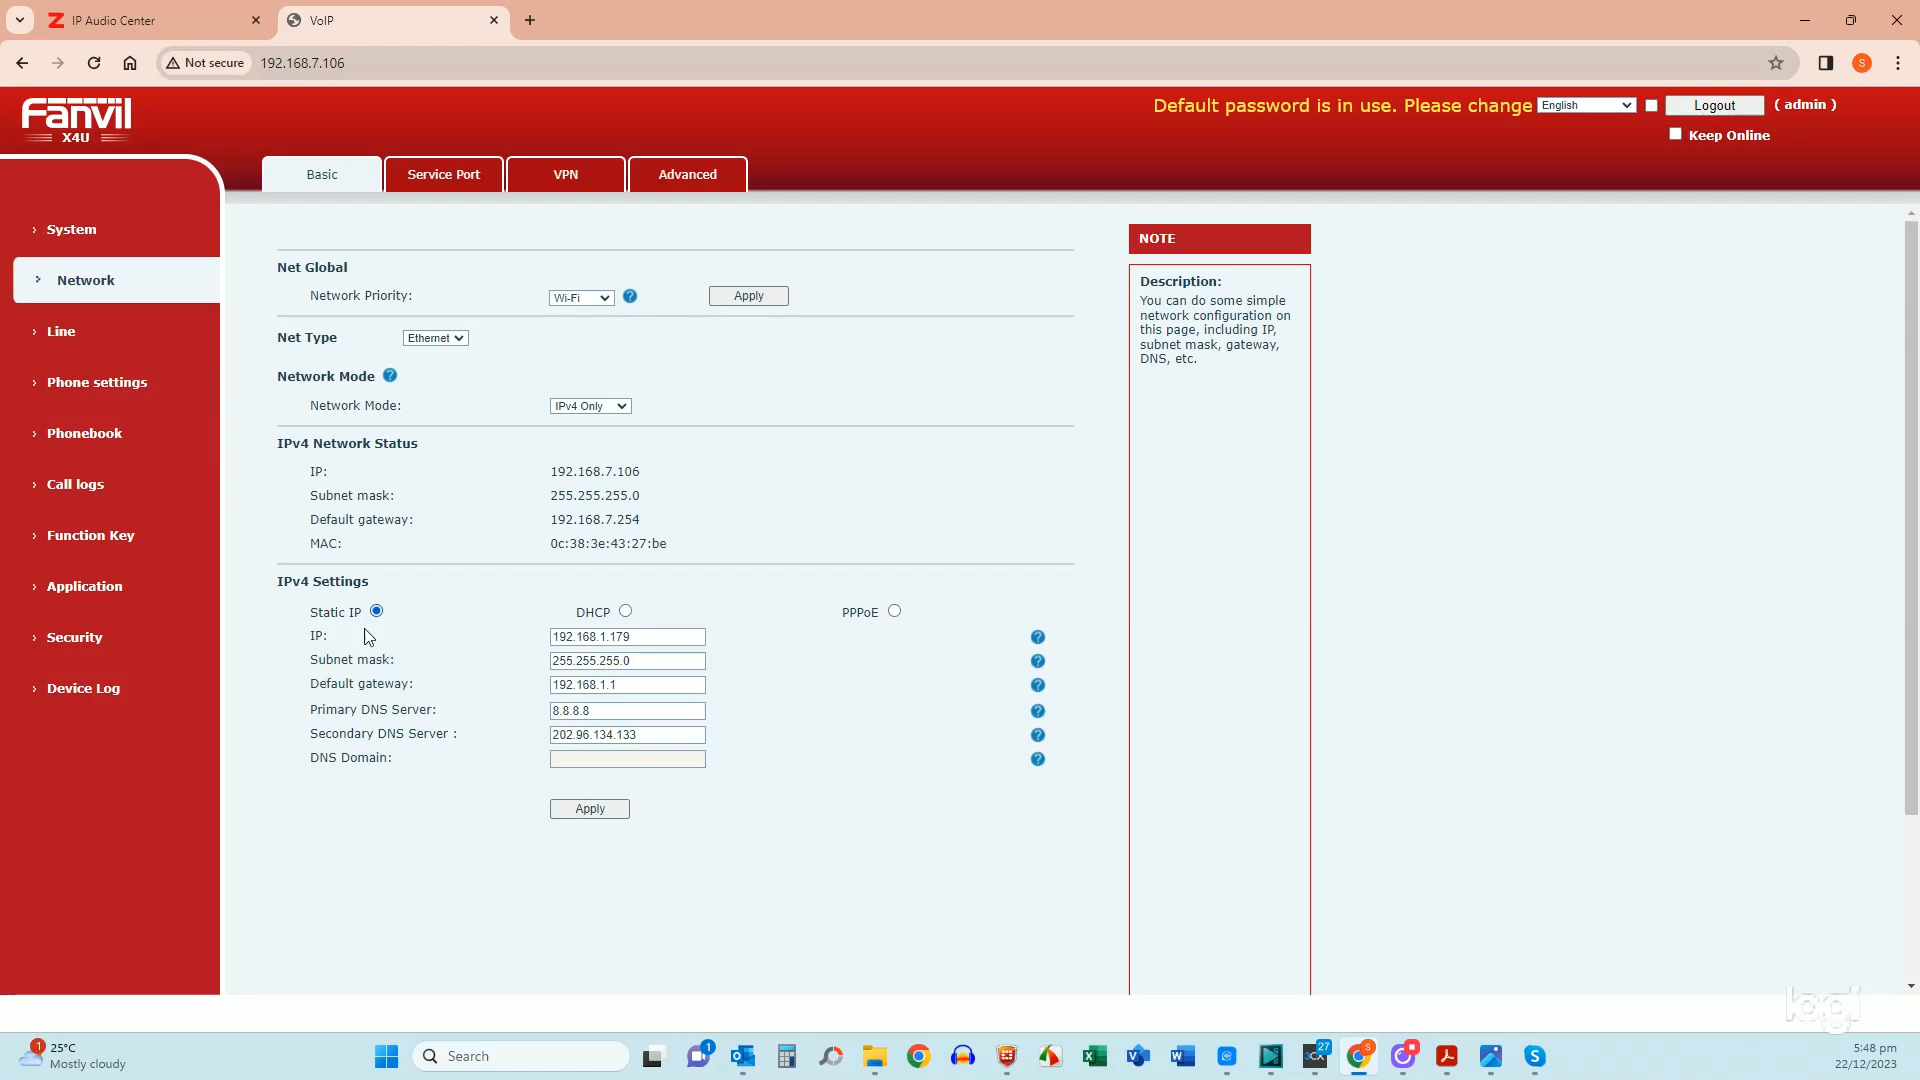 IP Audio Center
VoIP
Not secure
192.168.7.106
Fanvil
X4U
Default password is in use. Please change
English
Logout
( admin )
Keep Online
Basic
Service Port
VPN
Advanced
System
Network
Line
Phone settings
Phonebook
Call logs
Function Key
Application
Security
Device Log
Net Global
Network Priority:
Wi-Fi
Apply
Net Type
Ethernet
Network Mode
Network Mode:
IPv4 Only
IPv4 Network Status
IP:
192.168.7.106
Subnet mask:
255.255.255.0
Default gateway:
192.168.7.254
MAC:
0c:38:3e:43:27:be
IPv4 Settings
Static IP
DHCP
PPPoE
IP:
192.168.1.179
Subnet mask:
255.255.255.0
Default gateway:
192.168.1.1
Primary DNS Server:
8.8.8.8
Secondary DNS Server :
202.96.134.133
DNS Domain:
Apply
NOTE
Description:
You can do some simple
network configuration on
this page, including IP,
subnet mask, gateway,
DNS, etc.
logi
1
25°C
Mostly cloudy
Search
1
3CX
27
S
5:48 pm
22/12/2023